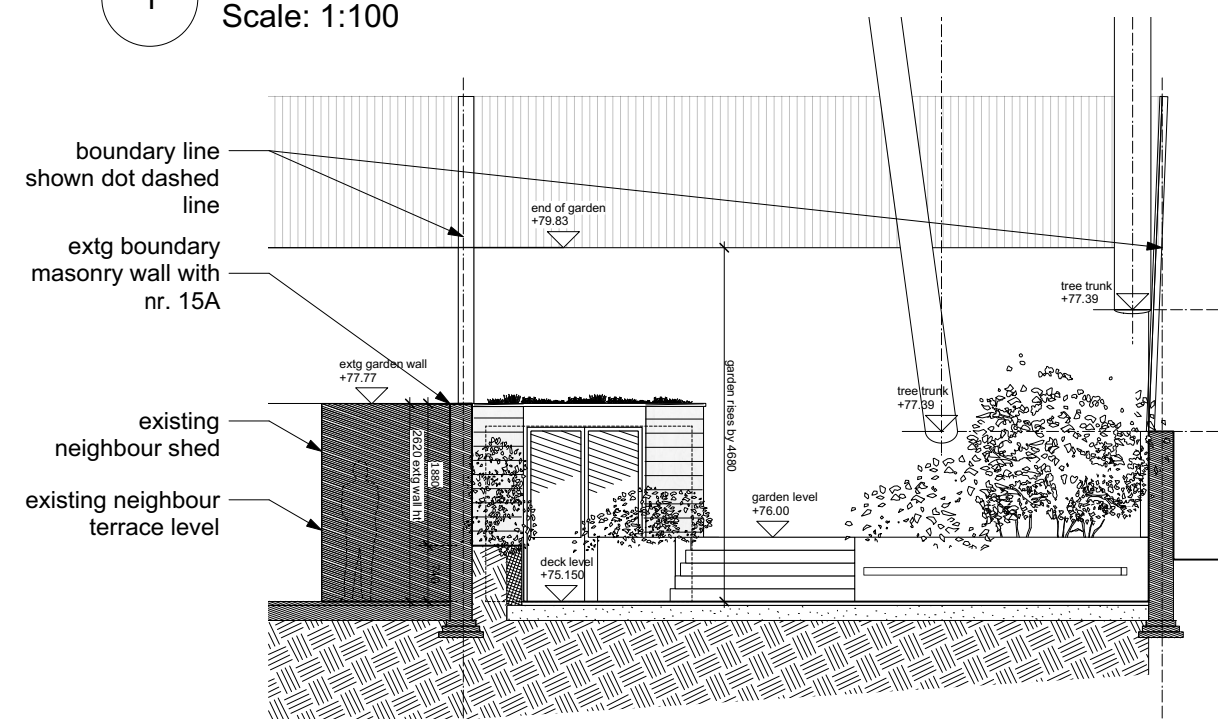 1
Scale: 1:100
boundary line
shown dot dashed
line
end of garden
+79.83
extg boundary
masonry wall with
nr. 15A
tree trunk
+77.39
extg garden wall
+77.77
garden rises by 4680
tree trunk
+77.39
existing
neighbour shed
2620 extg wall ht
1880
740
existing neighbour
terrace level
garden level
+76.00
deck level
+75.150